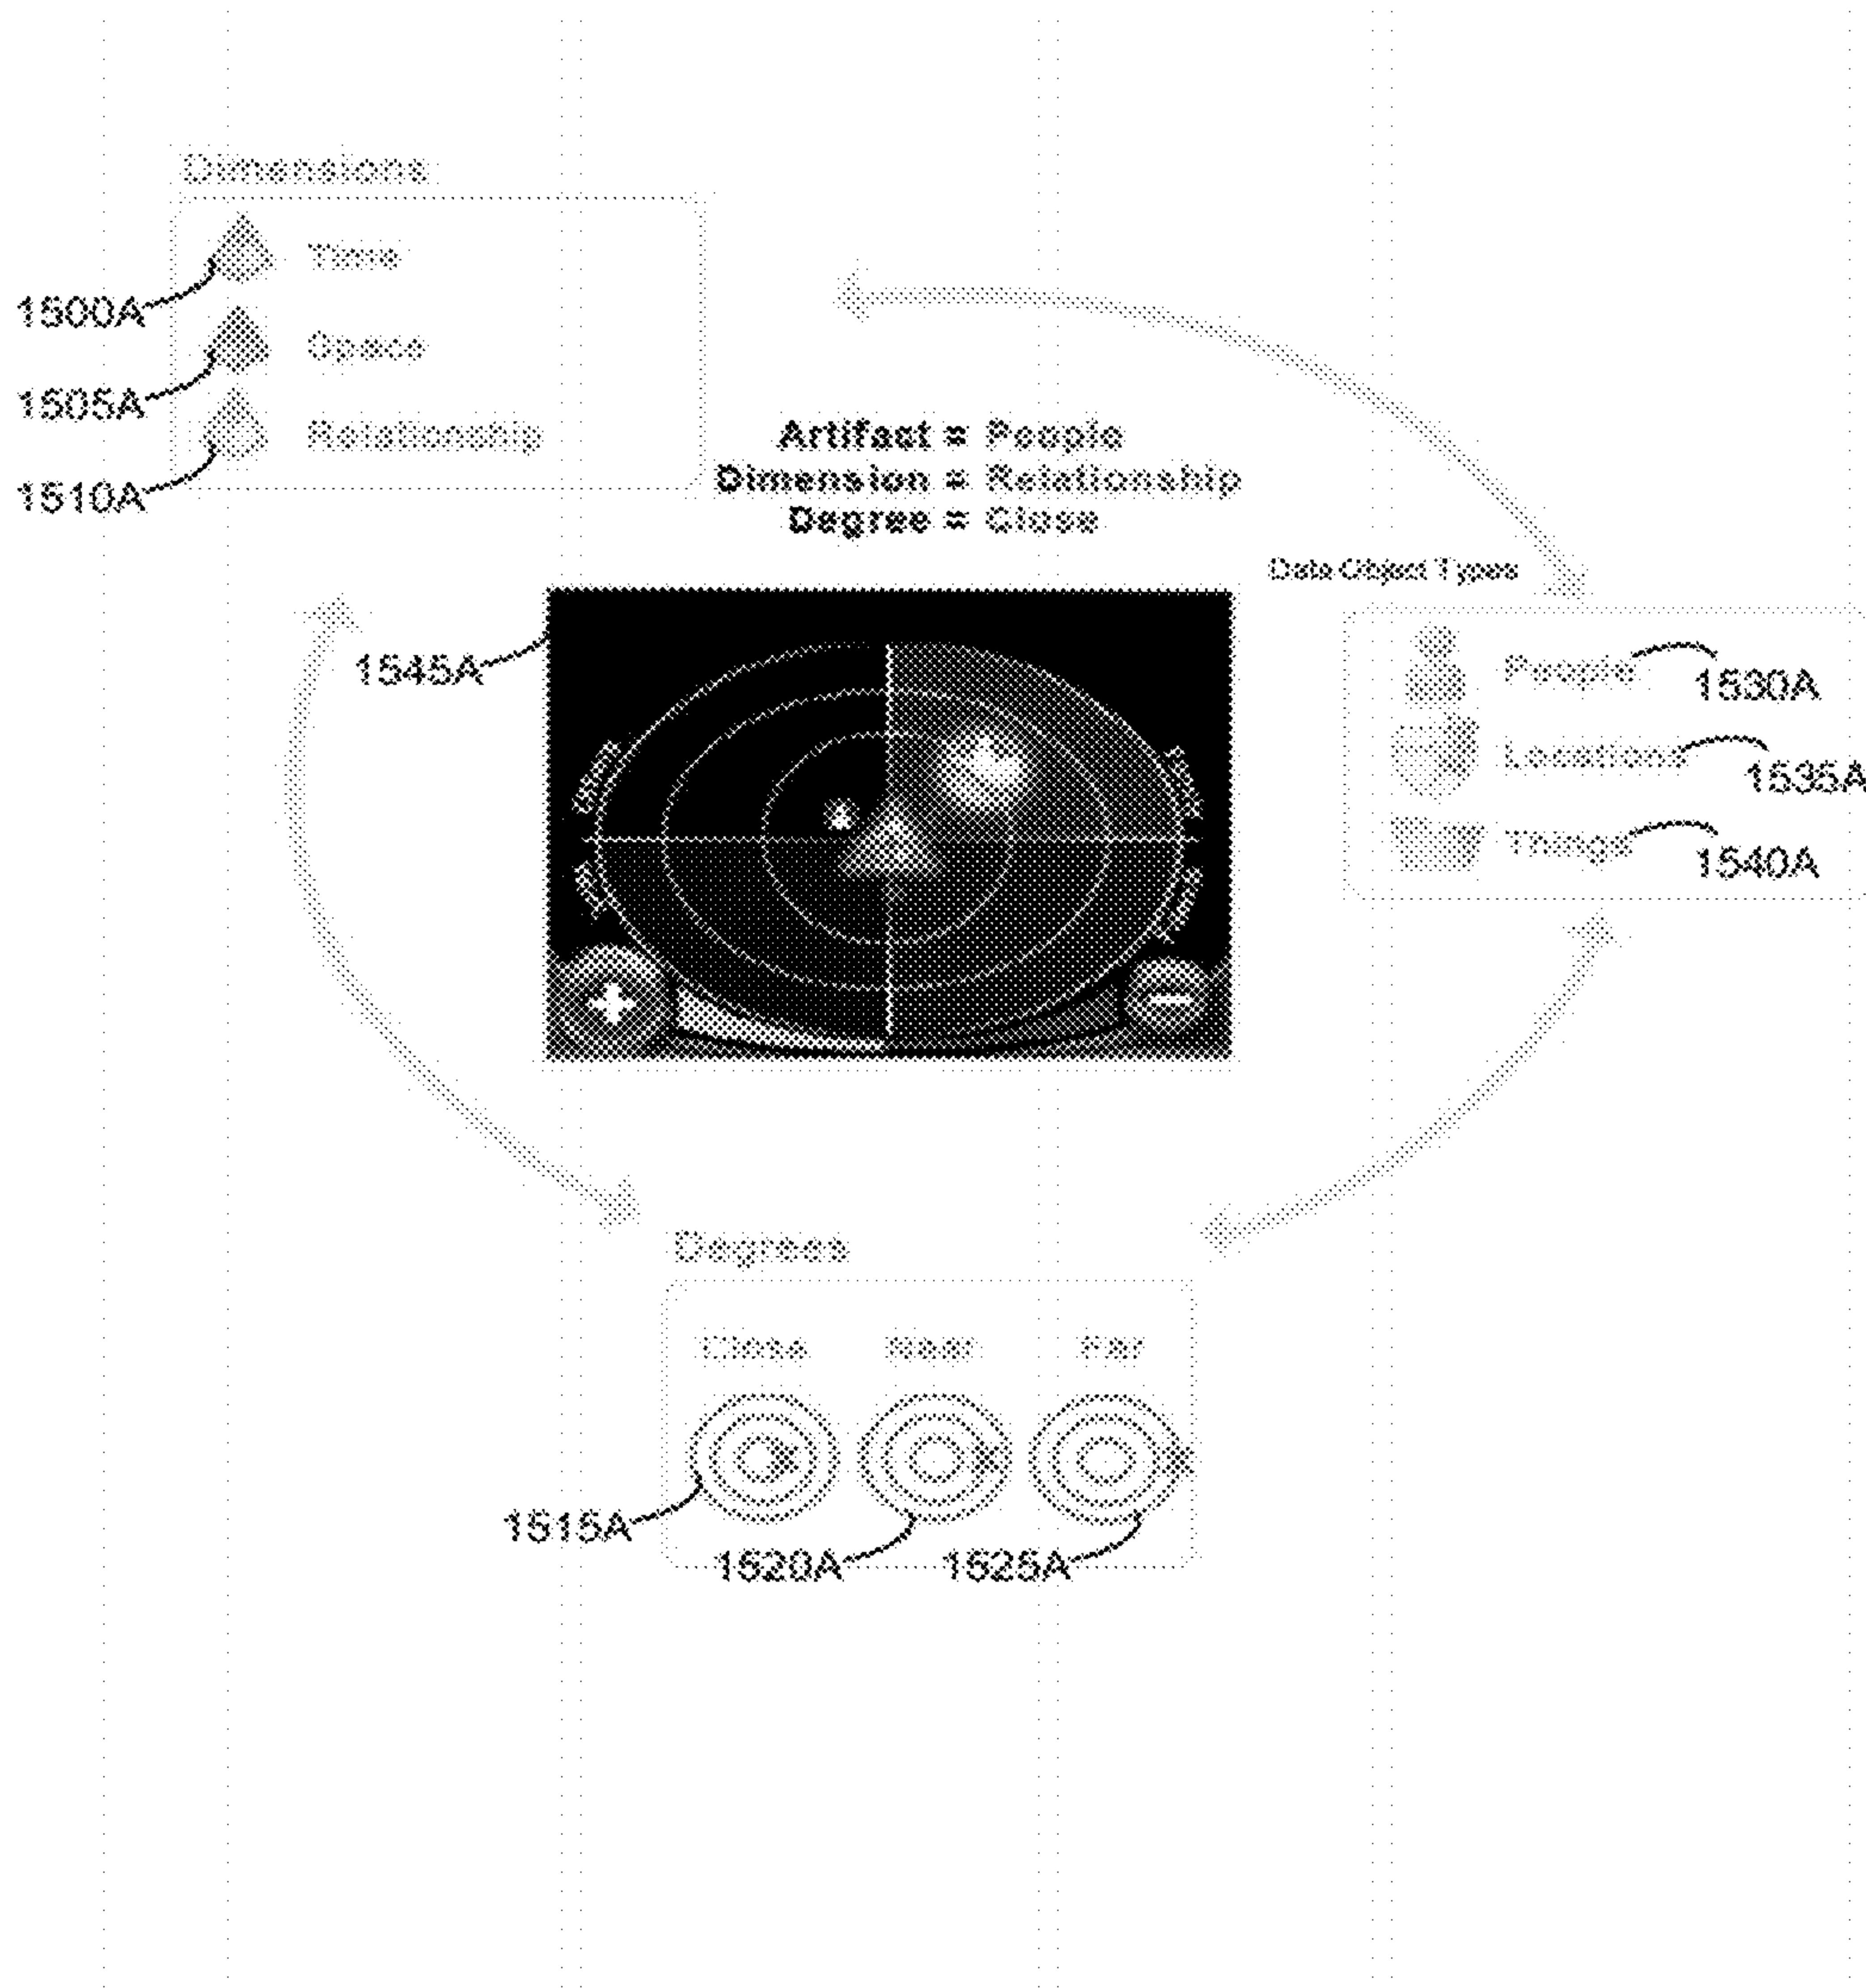 Dimensions
Time
1500A
Space
1505A
Relationship
1510A
Artifact = People
Dimension = Relationship
Degree = Close
Data Object Types
1545A
People
1530A
Locations
1535A
Things
1540A
Degrees
Close Near Far
1515A
1520A 1525A